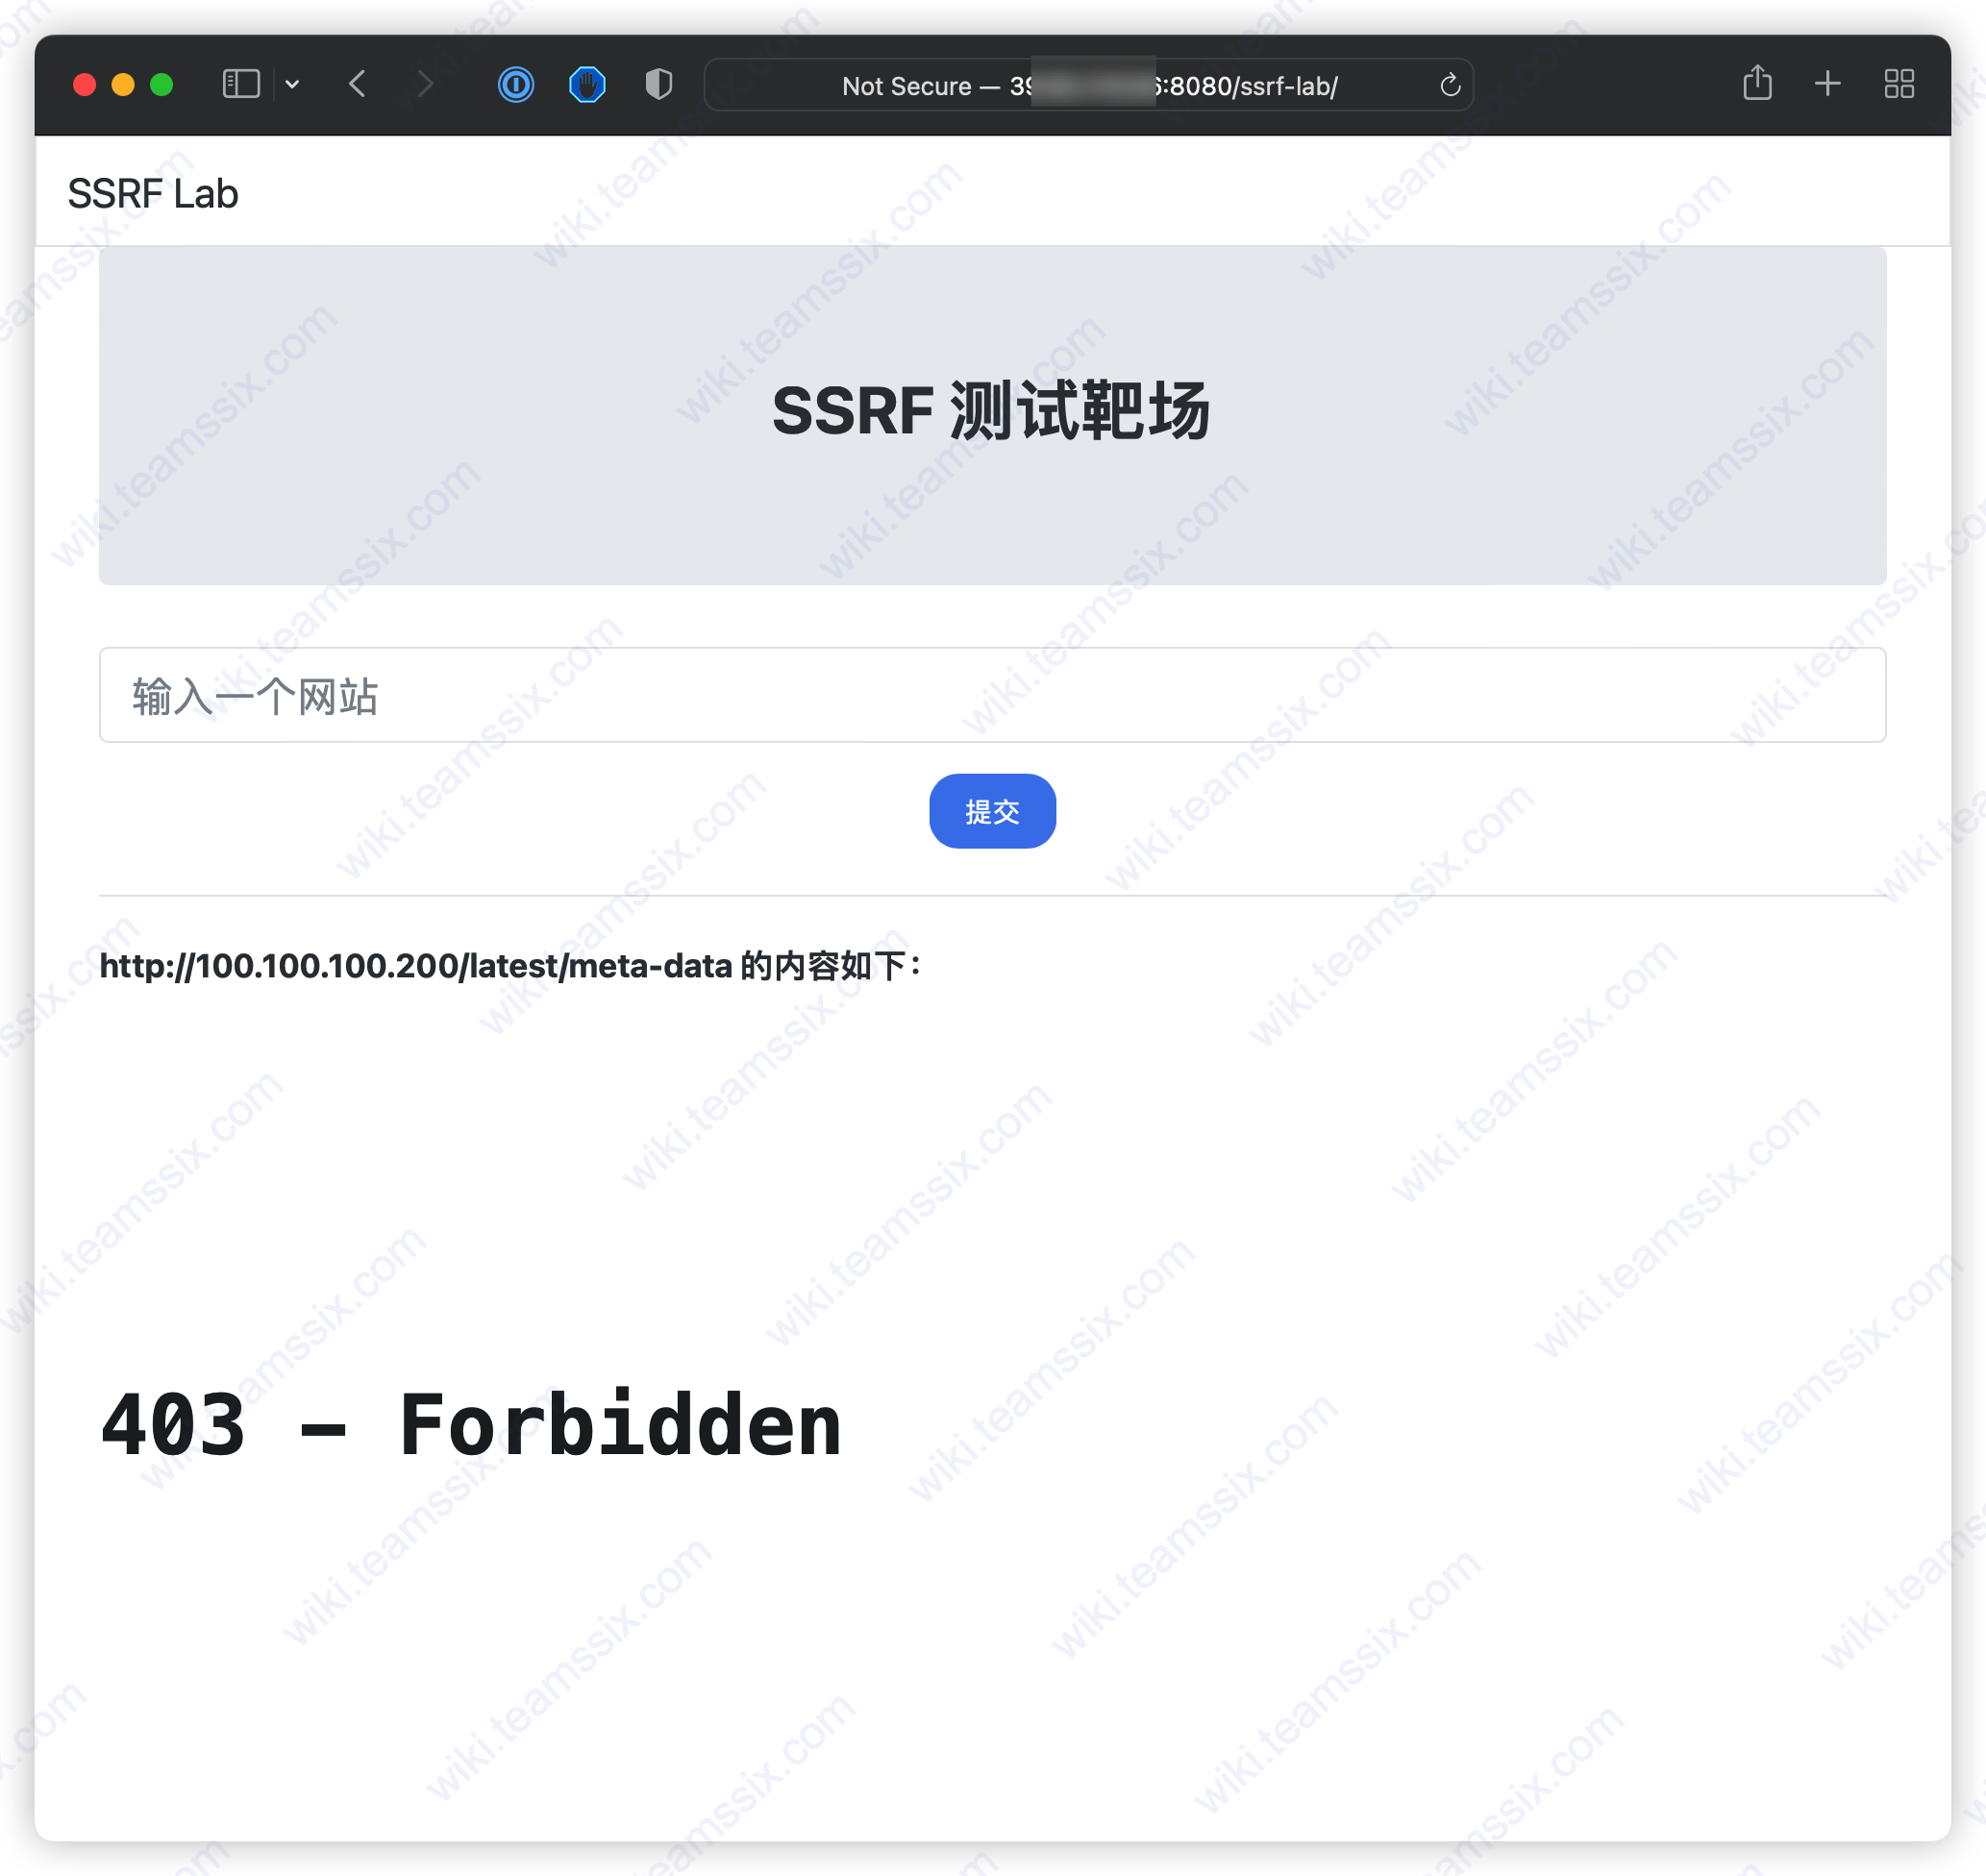 Not Secure — 39 6:8080/ssrf-lab/
SSRF Lab
SSRF 测试靶场
输入一个网站
提交
http://100.100.100.200/latest/meta-data 的内容如下：
403 - Forbidden
wiki.teamssix.com